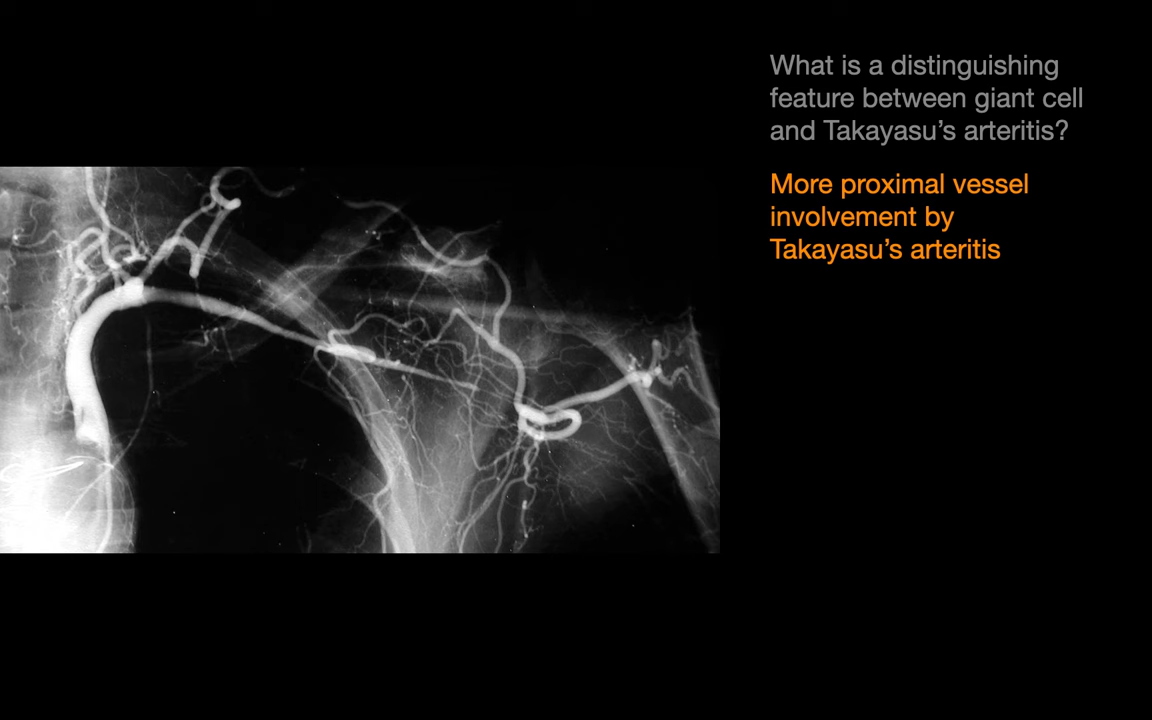 What is a distinguishing
feature between giant cell
and Takayasu’s arteritis?
More proximal vessel
involvement by
Takayasu’s arteritis